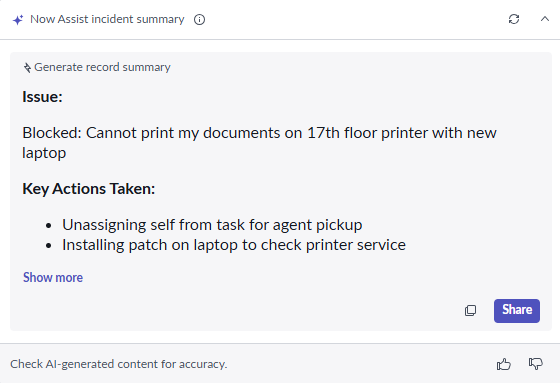 Now Assist incident summary
Generate record summary
Issue:
Blocked: Cannot print my documents on 17th floor printer with new
laptop
Key Actions Taken:
• Unassigning self from task for agent pickup
• Installing patch on laptop to check printer service
Show more
Share
Check AI-generated content for accuracy.